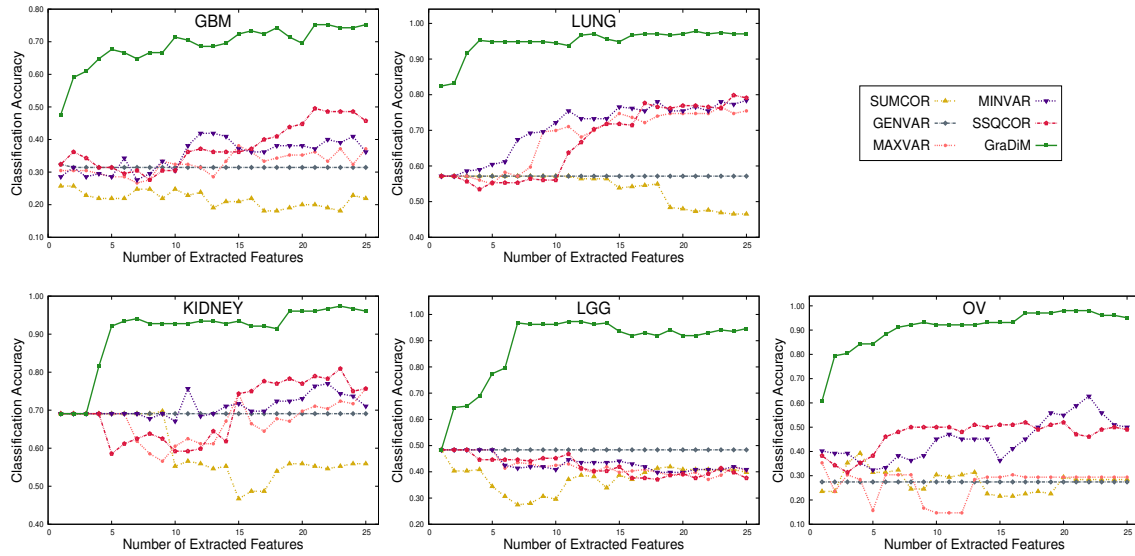 GBM
Classification Accuracy
0.80
0.70
0.60
0.50
0.40
0.30
0.20
0.10
0 5 10 15 20 25
Number of Extracted Features
LUNG
Classification Accuracy
1.00
0.90
0.80
0.70
0.60
0.50
0.40
0 5 10 15 20 25
Number of Extracted Features
SUMCOR MINVAR
GENVAR SSQCOR
MAXVAR GraDiM
KIDNEY
Classification Accuracy
1.00
0.90
0.80
0.70
0.60
0.50
0.40
0 5 10 15 20 25
Number of Extracted Features
LGG
Classification Accuracy
1.00
0.90
0.80
0.70
0.60
0.50
0.40
0.30
0.20
0 5 10 15 20 25
Number of Extracted Features
OV
Classification Accuracy
1.00
0.90
0.80
0.70
0.60
0.50
0.40
0.30
0.20
0.10
0 5 10 15 20 25
Number of Extracted Features